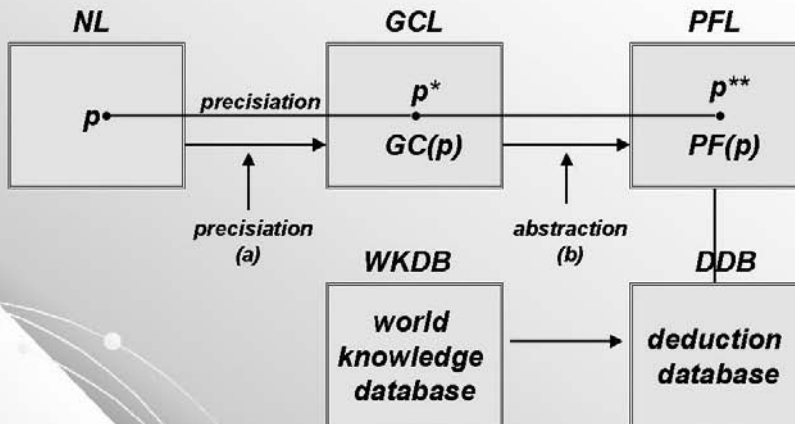 NL
GCL
PFL
p
precisiation
p*
p**
GC(p)
PF(p)
precisiation
(a)
abstraction
(b)
WKDB
DDB
world
knowledge
database
deduction
database